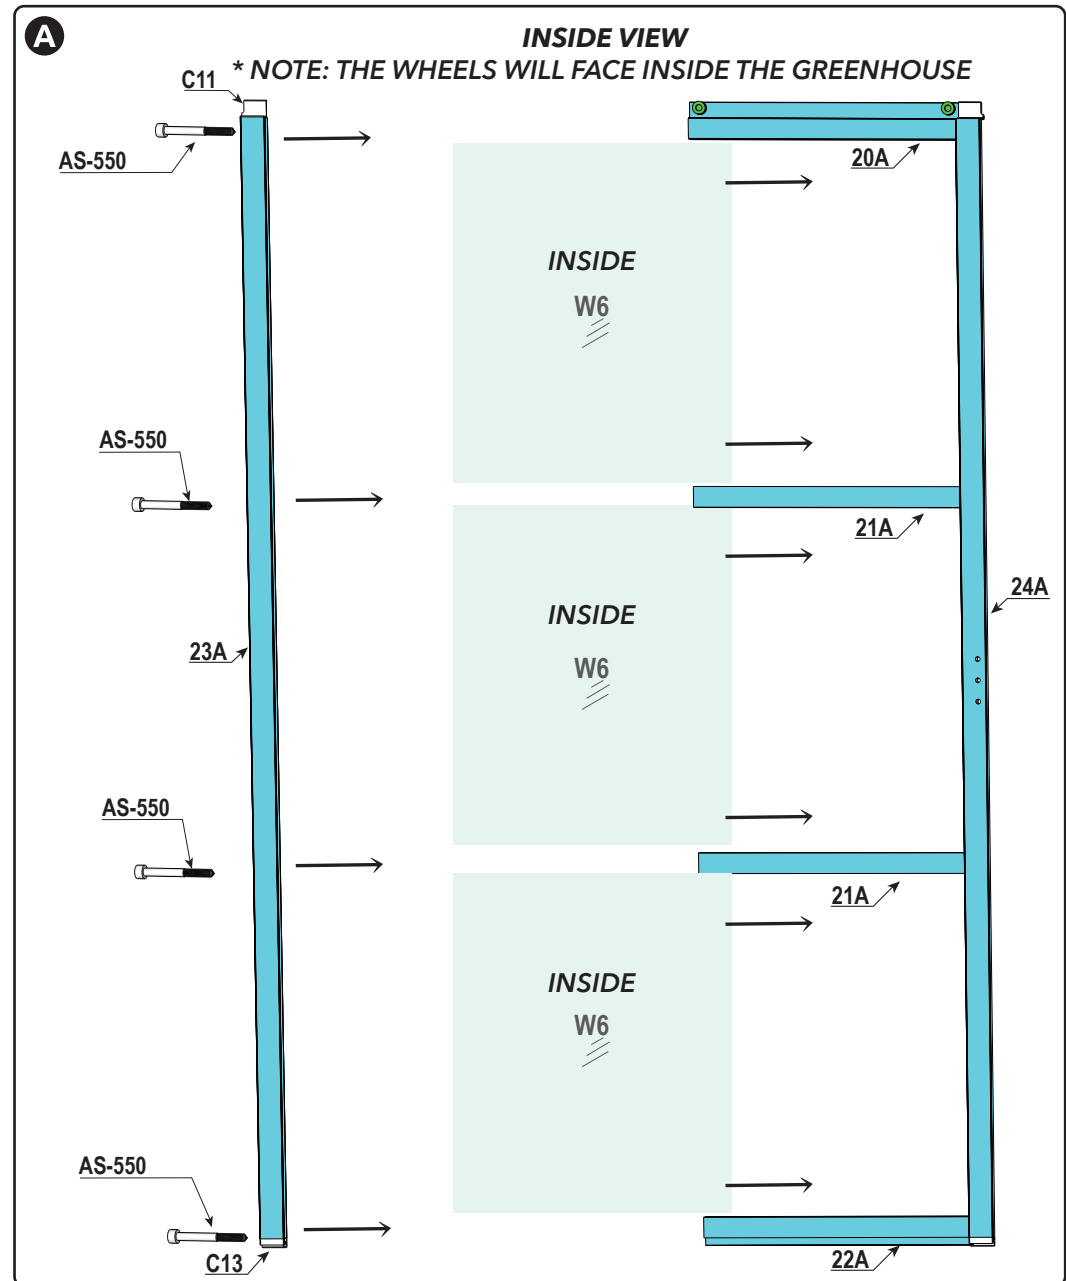 A
INSIDE VIEW
* NOTE: THE WHEELS WILL FACE INSIDE THE GREENHOUSE
C11
AS-550
20A
INSIDE
W6
AS-550
21A
24A
INSIDE
23A
W6
AS-550
21A
INSIDE
W6
AS-550
C13
22A